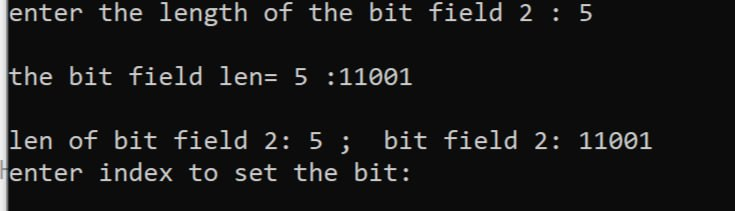 enter the length of the bit field 2 : 5
the bit field len= 5 :11001
len of bit field 2: 5 ;  bit field 2: 11001
enter index to set the bit: